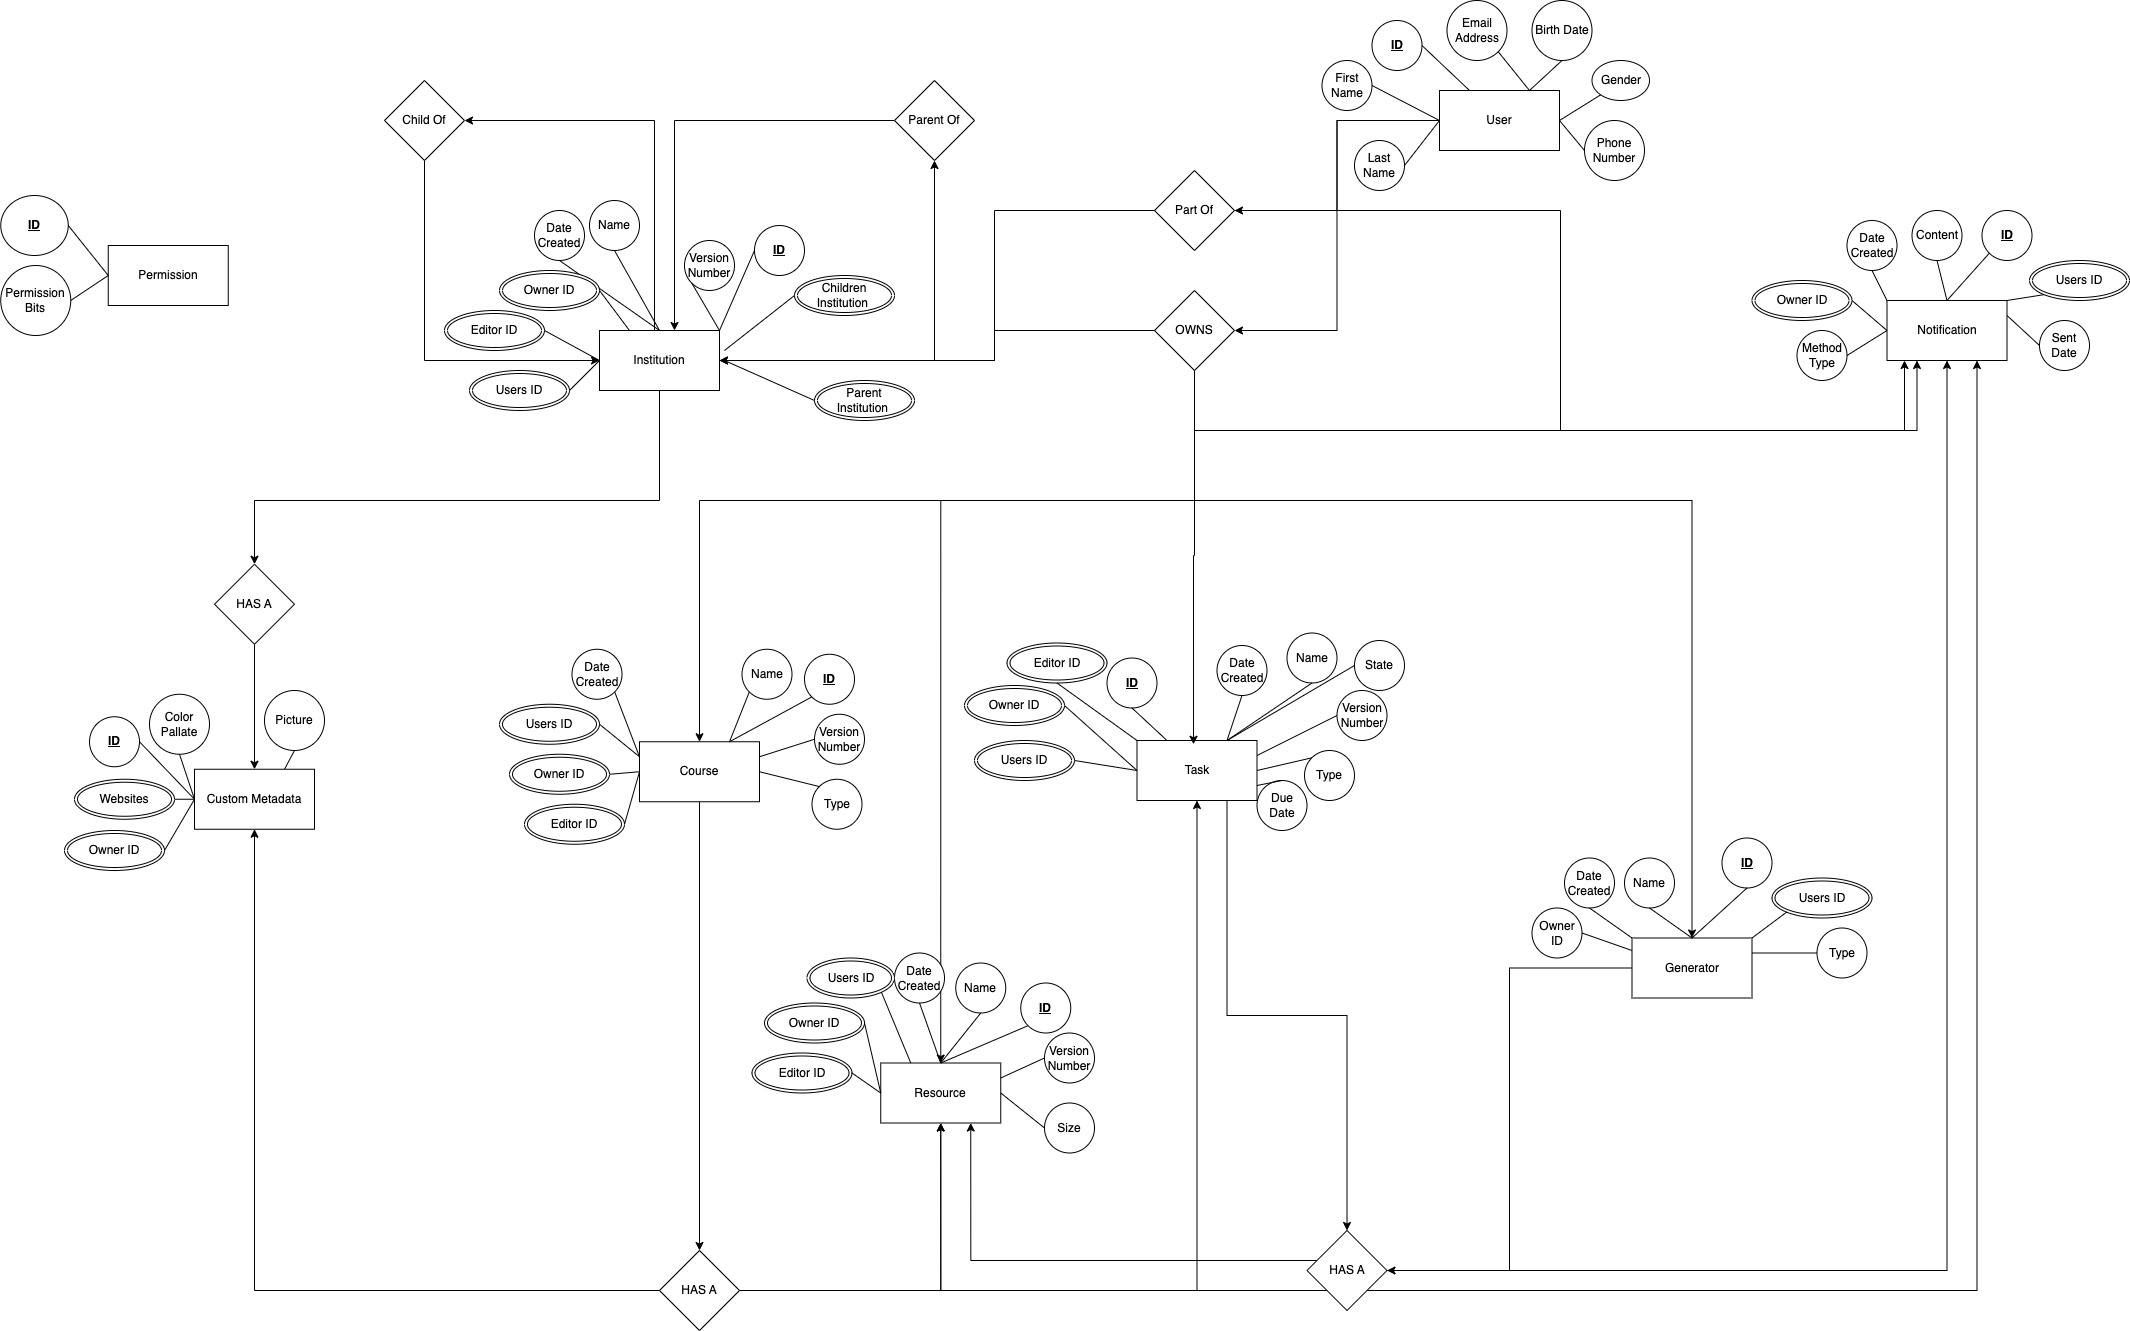 Email
Address
Birth Date
ID
First
Name
Gender
User
Last
Name
Phone
Number
Child Of
Parent Of
Part Of
ID
Permission
Bits
Permission
Date
Created
Name
Version
Number
ID
Owner ID
Children
Institution
Editor ID
Institution
Users ID
Parent
Institution
OWNS
Date
Created
Content
ID
Users ID
Owner ID
Notification
Method
Type
Sent
Date
HAS A
ID
Color
Pallate
Picture
Websites
Custom Metadata
Owner ID
Date
Created
Name
ID
Users ID
Version
Number
Owner ID
Course
Editor ID
Type
Editor ID
ID
Date
Created
Name
State
Owner ID
Version
Number
Users ID
Task
Type
Due
Date
Date
Created
Name
ID
Users ID
Owner
ID
Generator
Type
Users ID
Date
Created
Name
ID
Owner ID
Version
Number
Editor ID
Resource
Size
HAS A
HAS A